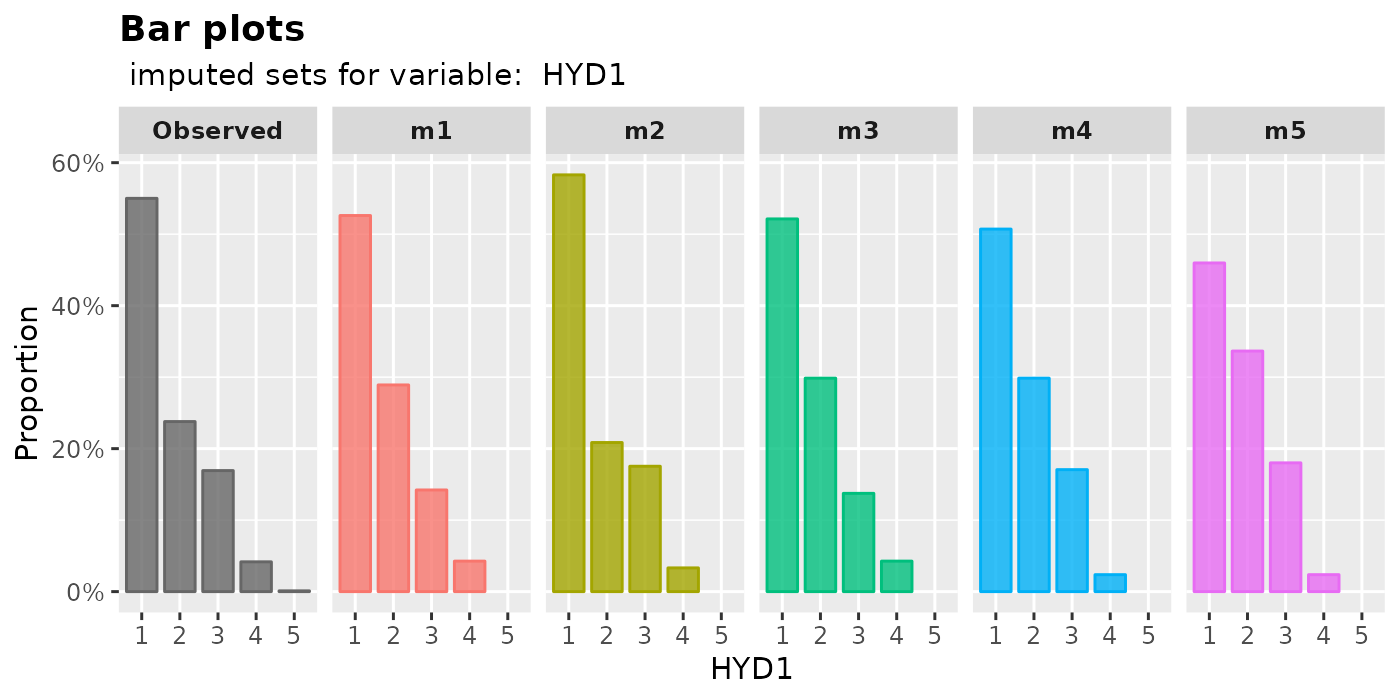 Bar plots
imputed sets for variable:  HYD1
Observed m1 m2 m3 m4 m5
60%
40%
20%
0%
Proportion
1 2 3 4 5 1 2 3 4 5 1 2 3 4 5 1 2 3 4 5 1 2 3 4 5 1 2 3 4 5
HYD1